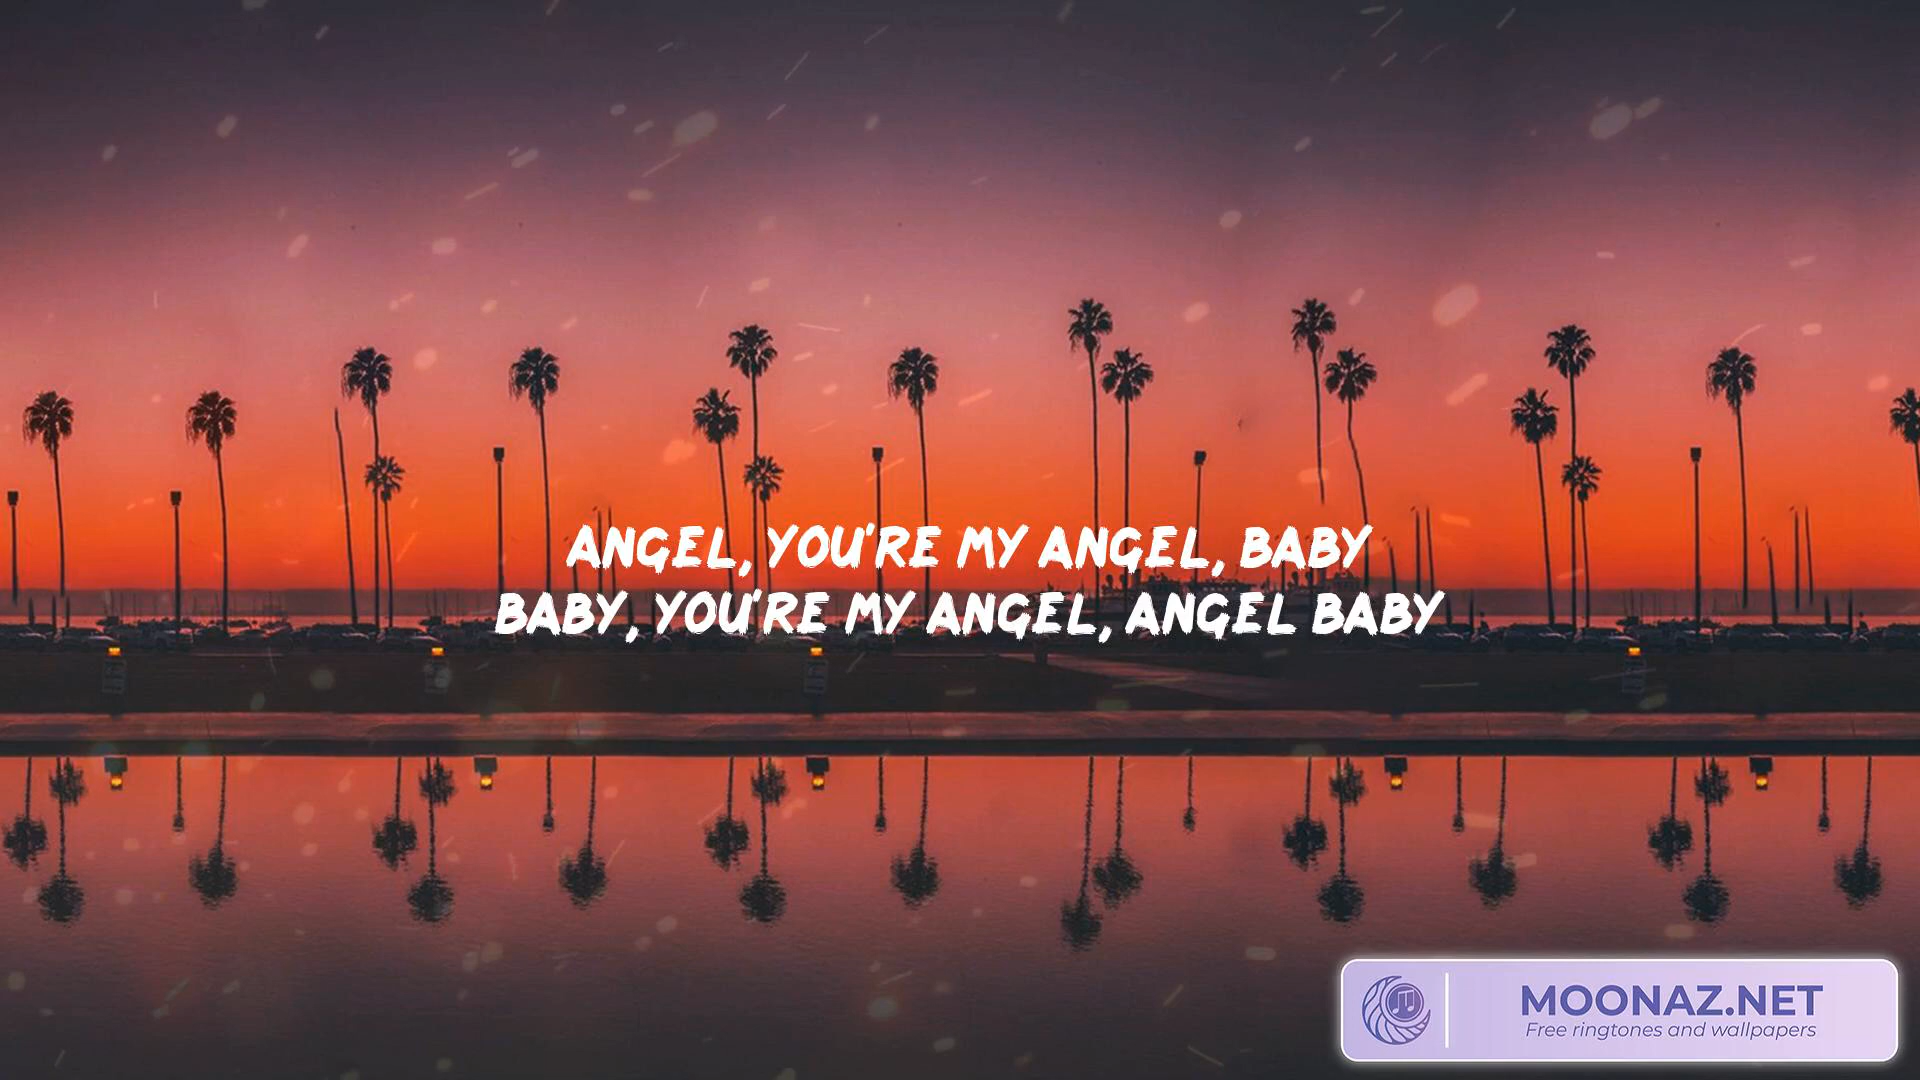 ANGEL, YOU'RE MY ANGEL, BABY
BABY, YOU'RE MY ANGEL, ANGEL BABY
MOONAZ.NET
Free ringtones and wallpapers